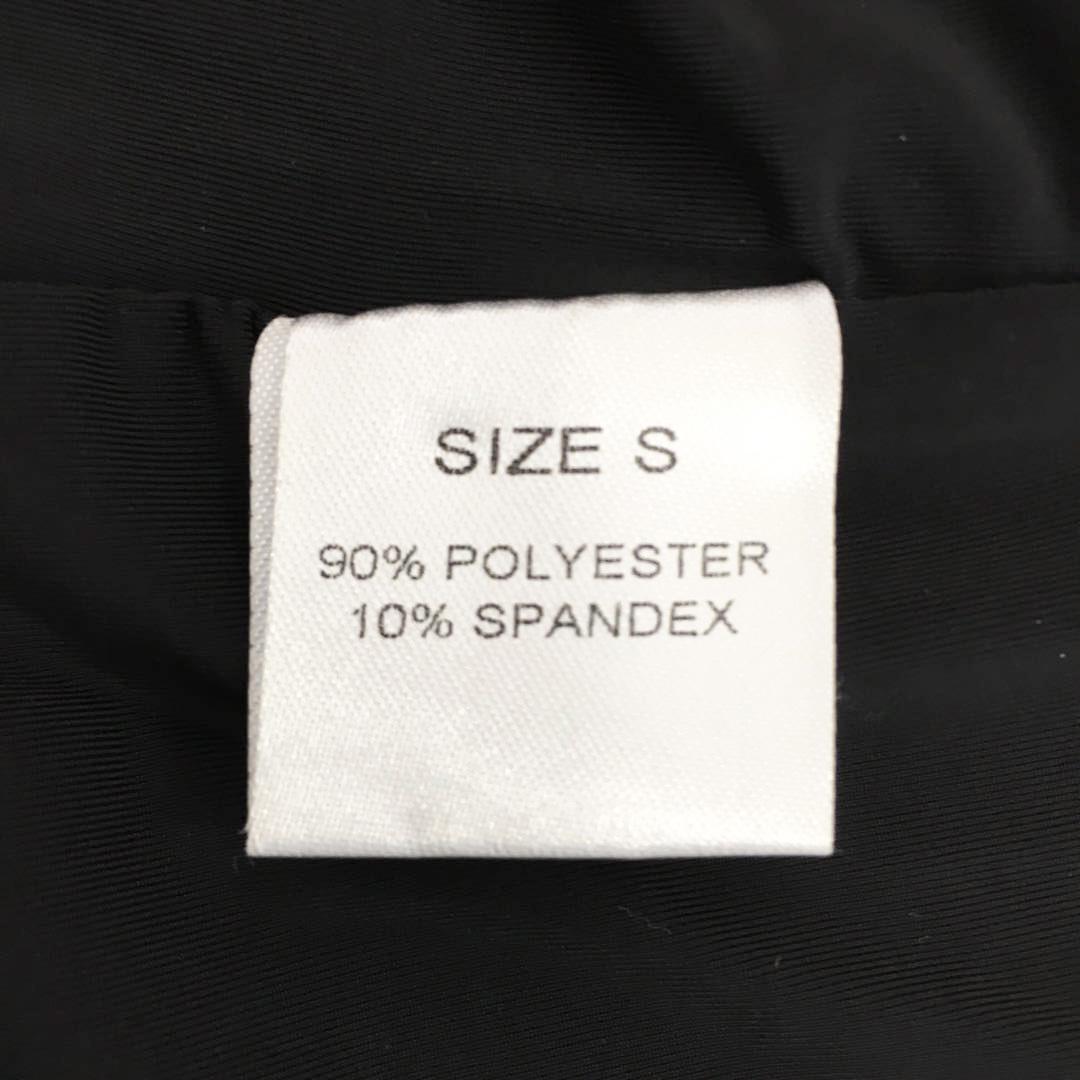 SIZE S
90% POLYESTER
10% SPANDEX